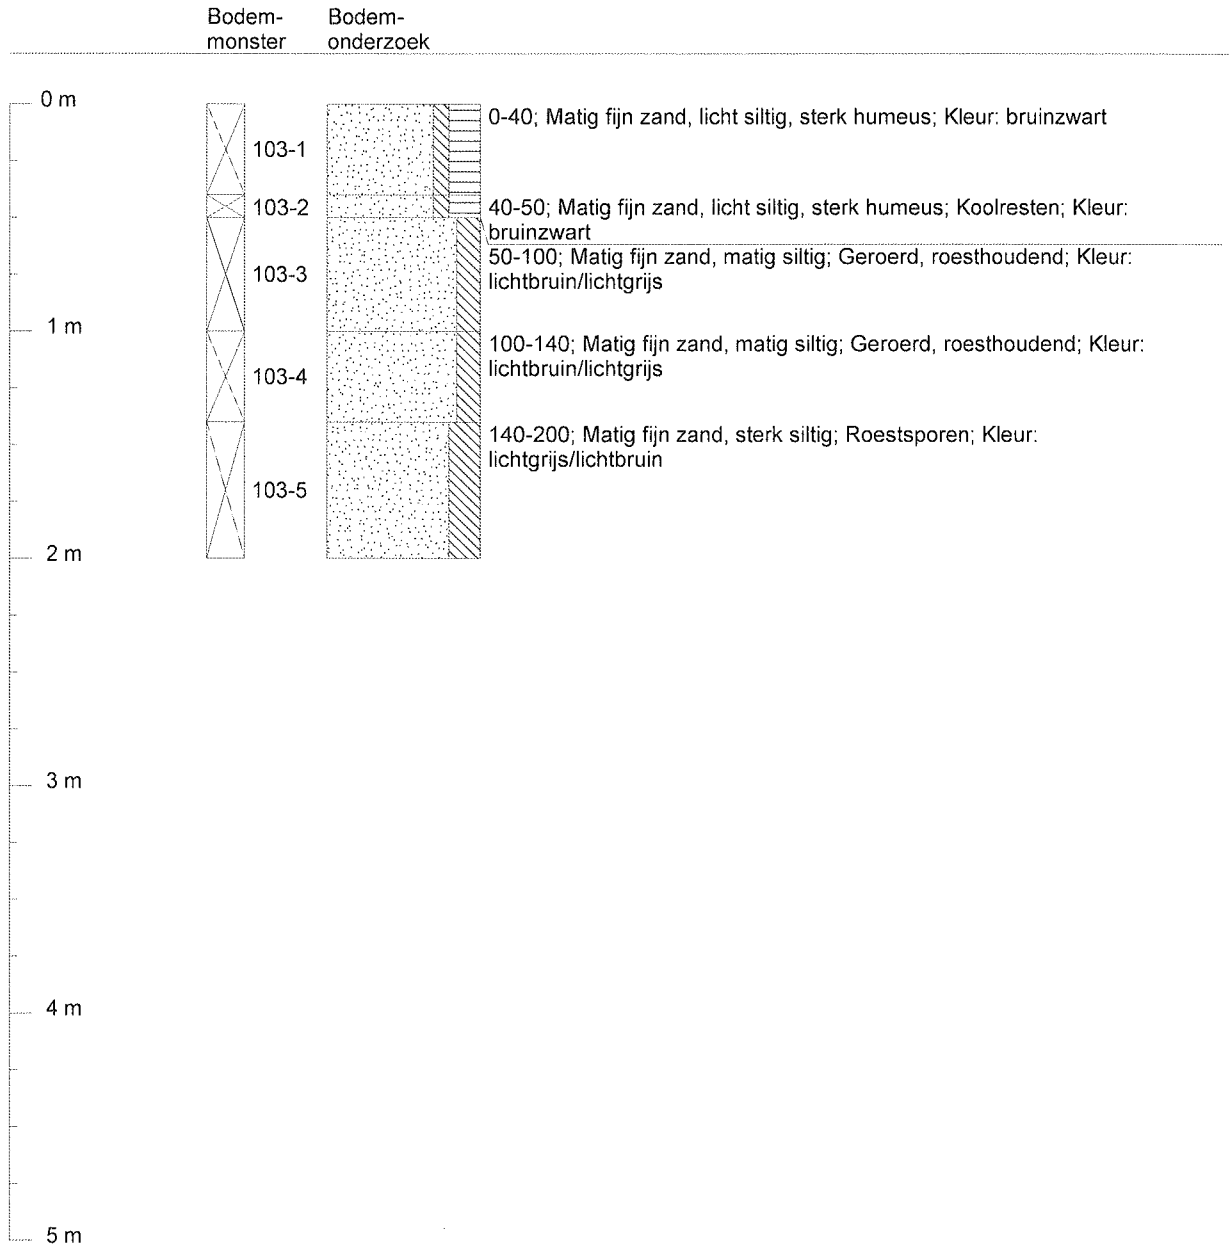 Bodem-
monster
Bodem-
onderzoek
0 m
103-1
0-40; Matig fijn zand, licht siltig, sterk humeus; Kleur: bruinzwart
103-2
40-50; Matig fijn zand, licht siltig, sterk humeus; Koolresten; Kleur:
bruinzwart
103-3
50-100; Matig fijn zand, matig siltig; Geroerd, roesthoudend; Kleur:
lichtbruin/lichtgrijs
1 m
103-4
100-140; Matig fijn zand, matig siltig; Geroerd, roesthoudend; Kleur:
lichtbruin/lichtgrijs
103-5
140-200; Matig fijn zand, sterk siltig; Roestsporen; Kleur:
lichtgrijs/lichtbruin
2 m
3 m
4 m
5 m